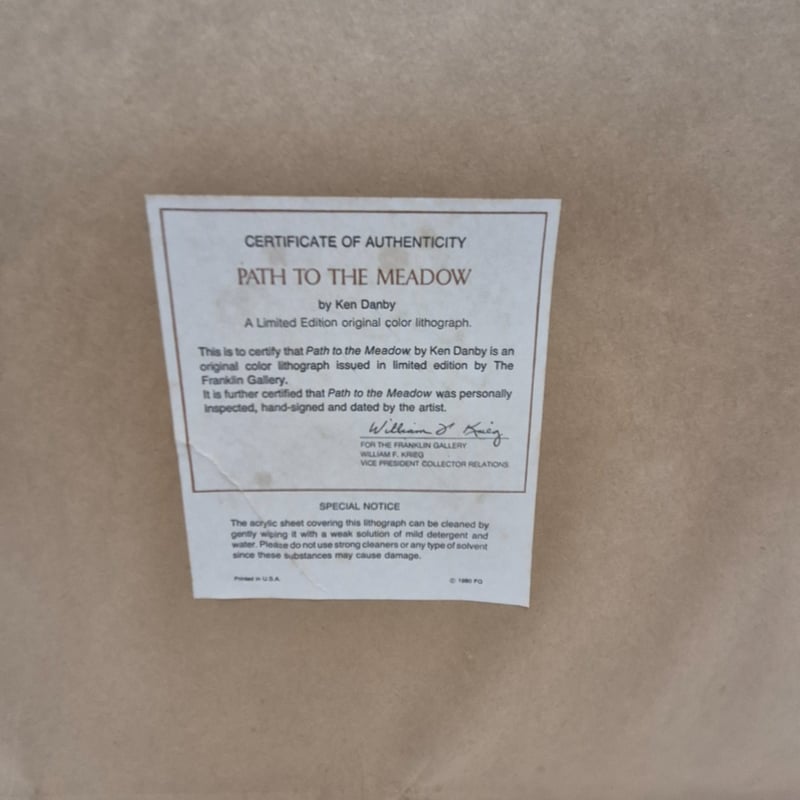 CERTIFICATE OF AUTHENTICITY
PATH TO THE MEADOW
by Ken Danby
A Limited Edition original color lithograph.
This is to certify that Path to the Meadow by Ken Danby is an
original color lithograph issued in limited edition by The
Franklin Gallery.
It is further certified that Path to the Meadow was personally
inspected, hand-signed and dated by the artist.
William F Krieg
FOR THE FRANKLIN GALLERY
WILLIAM F. KRIEG
VICE PRESIDENT COLLECTOR RELATIONS
SPECIAL NOTICE
The acrylic sheet covering this lithograph can be cleaned by
gently wiping it with a weak solution of mild detergent and
water. Please do not use strong cleaners or any type of solvent
since these substances may cause damage.
Printed in U.S.A.
© 1980 FG